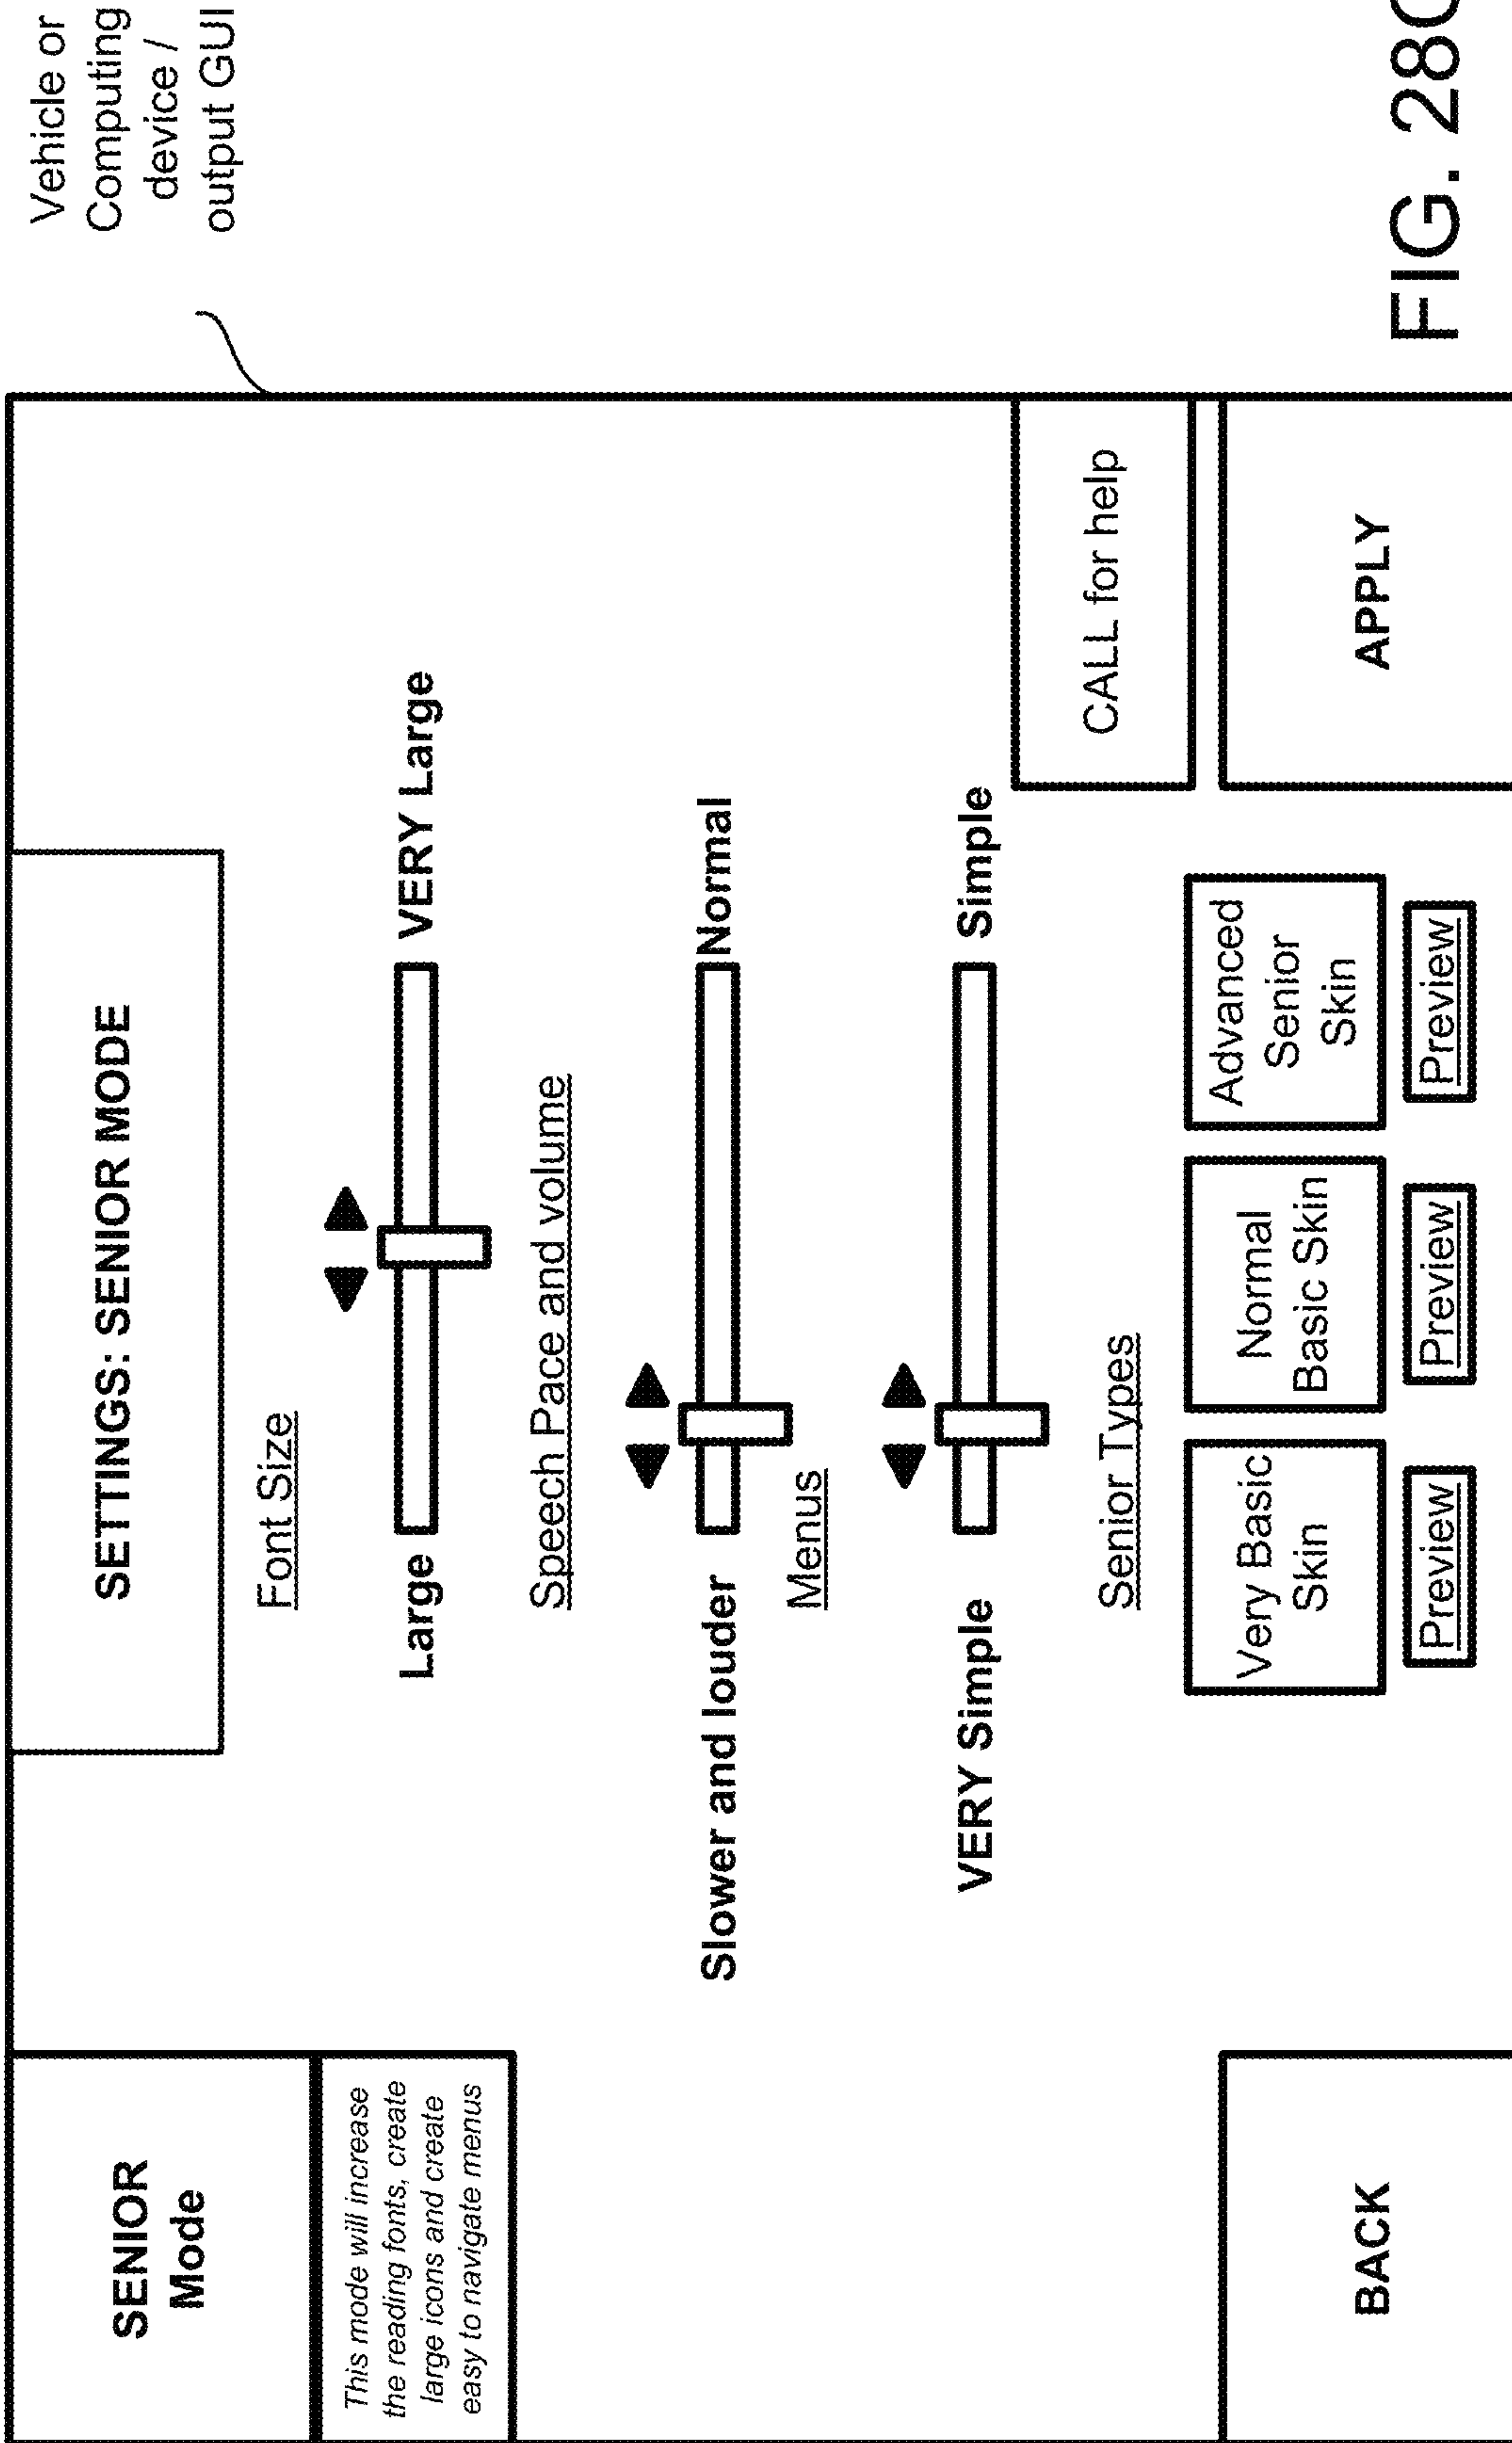 SENIOR
Mode
This mode will increase
the reading fonts, create
large icons and create
easy to navigate menus
SETTINGS: SENIOR MODE
Vehicle or
Computing
device /
output GUI
Font Size
Large
VERY Large
Speech Pace and volume
Slower and louder
Normal
Menus
VERY Simple
Simple
Senior Types
Very Basic
Skin
Normal
Basic Skin
Advanced
Senior
Skin
Preview
Preview
Preview
CALL for help
BACK
APPLY
FIG. 28C